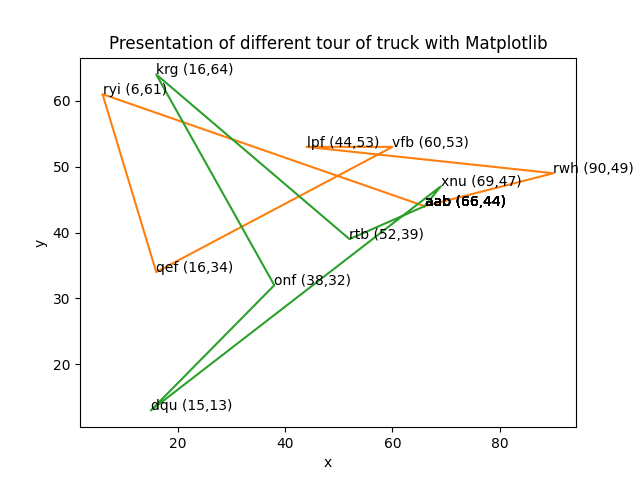 Presentation of different tour of truck with Matplotlib
krg (16,64)
ryi (6,61)
lpf (44,53)
vfb (60,53)
rwh (90,49)
xnu (69,47)
aab (66,44)
rtb (52,39)
qef (16,34)
onf (38,32)
dqu (15,13)
60
50
40
30
20
y
20 40 60 80
x